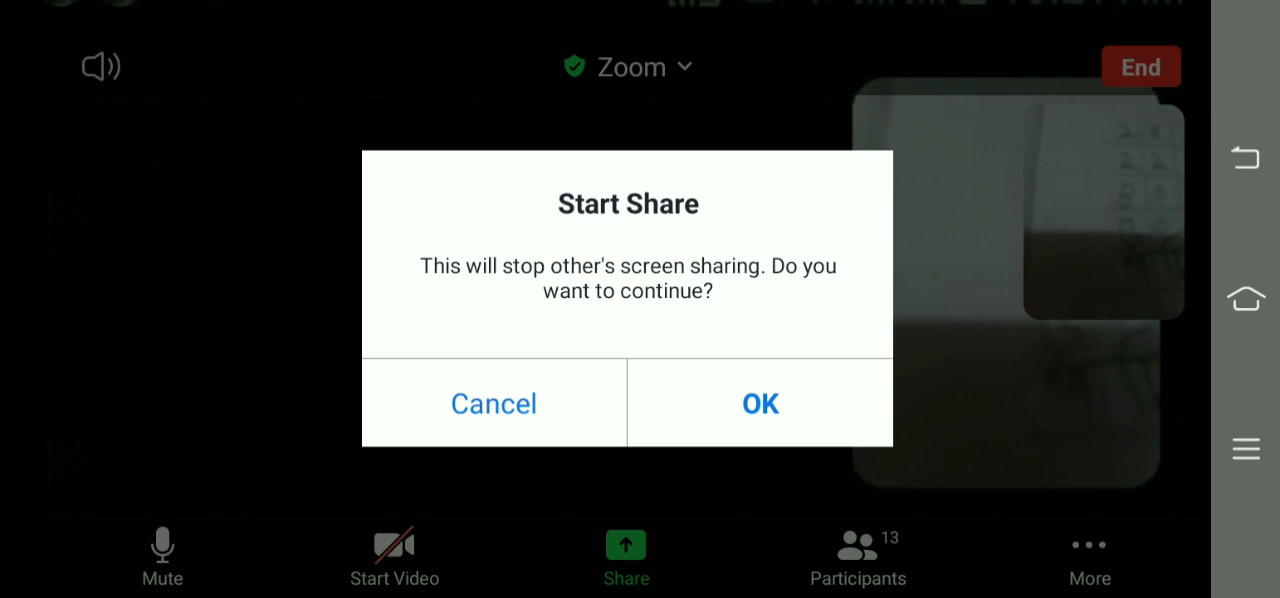 Zoom
End
Start Share
This will stop other's screen sharing. Do you
want to continue?
Cancel
OK
13
Mute
Start Video
Share
Participants
More